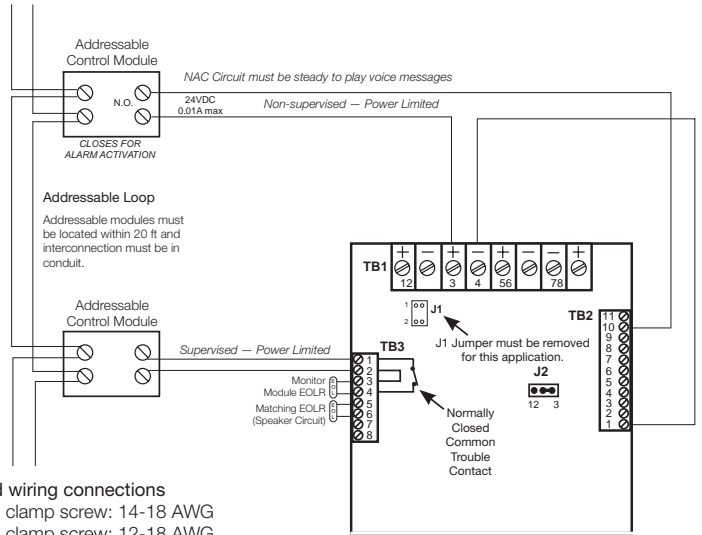 Addressable
Control Module
NAC Circuit must be steady to play voice messages
N.O.
24VDC
0.01A max
Non-supervised — Power Limited
CLOSES FOR
ALARM ACTIVATION
Addressable Loop
Addressable modules must
be located within 20 ft and
interconnection must be in
conduit.
TB1
+ − + − + − − +
12 3 4 56 78
1
2
J1
J1 Jumper must be removed
for this application.
TB2
11
10
9
8
7
6
5
4
3
2
1
J2
12 3
Addressable
Control Module
Supervised — Power Limited
TB3
1
2
3
4
5
6
7
8
Monitor
Module EOLR
EOL
Matching EOLR
(Speaker Circuit)
EOL
Normally
Closed
Common
Trouble
Contact
wiring connections
clamp screw: 14-18 AWG
clamp screw: 12-18 AWG